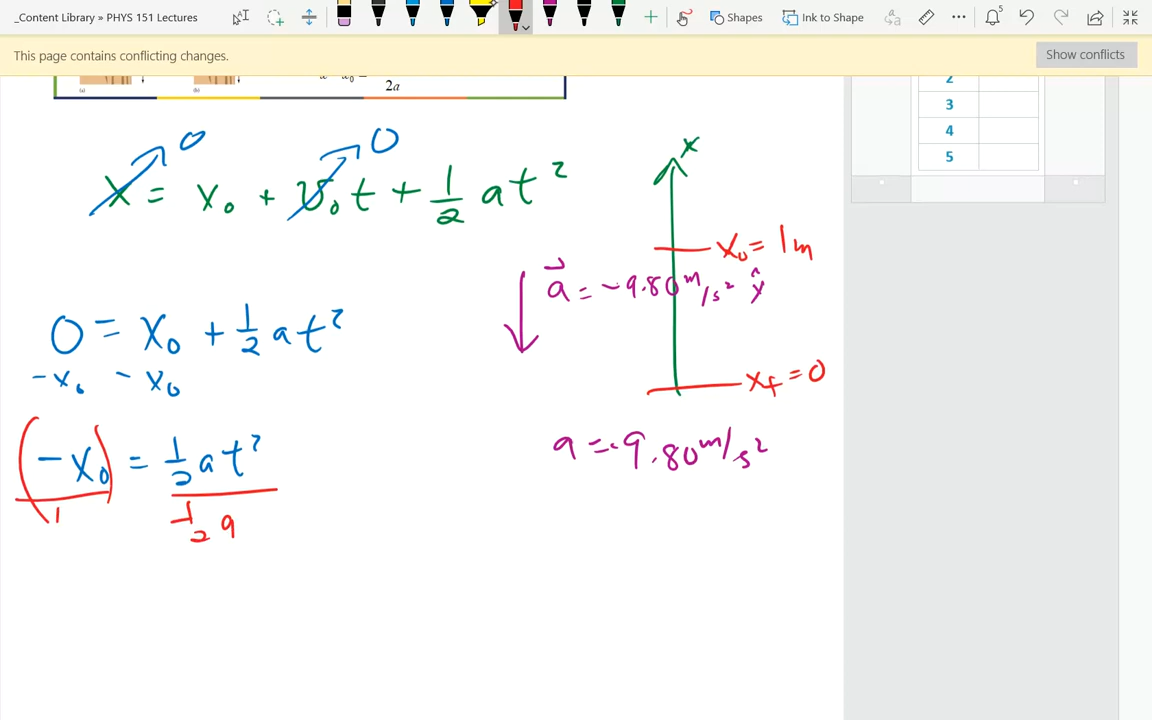 _Content Library » PHYS 151 Lectures
Shapes
Ink to Shape
5
This page contains conflicting changes.
Show conflicts
2a
(a)
(b)
2
3
4
5
0
0
x = x₀ + v₀t + 1/2 at²
x
x₀ = 1m
a⃗ = -9.80 m/s² ŷ
0 = x₀ + 1/2 at²
-x₀ - x₀
x_f = 0
a = -9.80 m/s²
(-x₀) = 1/2 at²
1
1/2 a